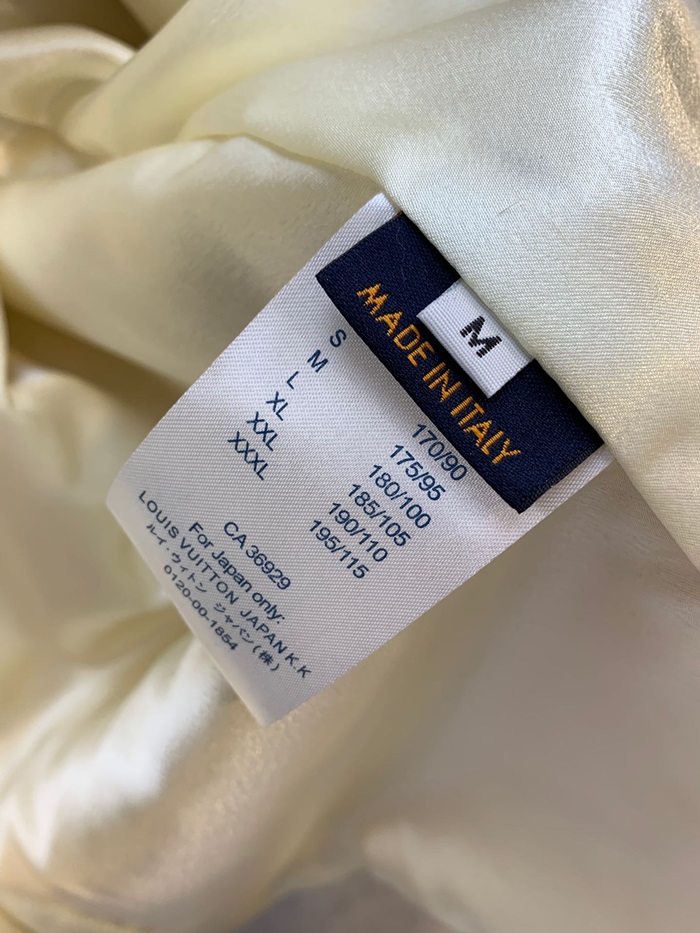 M
MADE IN ITALY
S 170/90
M 175/95
L 180/100
XL 185/105
XXL 190/110
XXXL 195/115
CA 36929
For Japan only:
LOUIS VUITTON JAPAN K.K
ルイ・ヴィトン ジャパン(株)
0120-00-1854